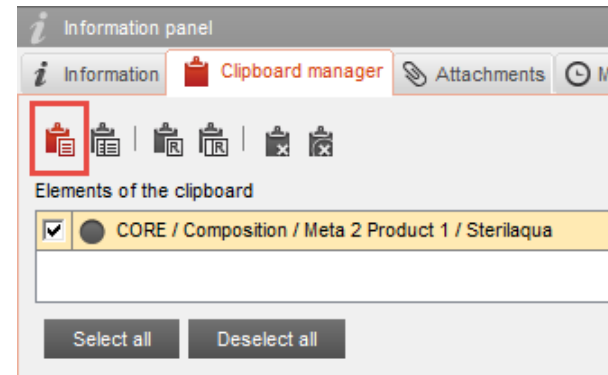 Information panel
Information Clipboard manager Attachments
Elements of the clipboard
CORE / Composition / Meta 2 Product 1 / Sterilaqua
Select all Deselect all